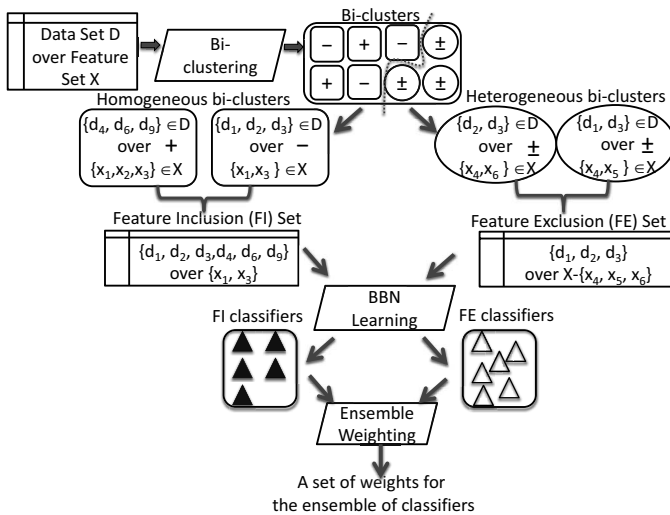 Bi-clusters
Data Set D
over Feature
Set X
Bi-
clustering
− + − ±
+ − ± ±
Homogeneous bi-clusters
Heterogeneous bi-clusters
{d₄, d₆, d₉} ∈D
over +
{x₁,x₂,x₃} ∈X
{d₁, d₂, d₃}∈D
over −
{x₁,x₃ } ∈X
{d₂, d₃}∈D
over ±
{x₄,x₆ } ∈X
{d₁, d₃}∈D
over ±
{x₄,x₅ } ∈X
Feature Inclusion (FI) Set
Feature Exclusion (FE) Set
{d₁, d₂, d₃,d₄, d₆, d₉}
over {x₁, x₃}
{d₁, d₂, d₃}
over X-{x₄, x₅, x₆}
BBN
Learning
FI classifiers
FE classifiers
Ensemble
Weighting
A set of weights for
the ensemble of classifiers